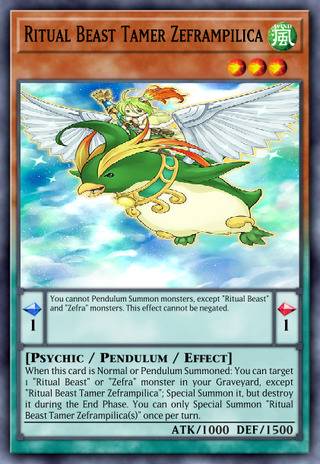 Ritual Beast Tamer Zeframpilica
WIND
風
You cannot Pendulum Summon monsters, except "Ritual Beast"
and "Zefra" monsters. This effect cannot be negated.
1
1
[Psychic / Pendulum / Effect]
When this card is Normal or Pendulum Summoned: You can target
1 "Ritual Beast" or "Zefra" monster in your Graveyard, except
"Ritual Beast Tamer Zeframpilica"; Special Summon it, but destroy
it during the End Phase. You can only Special Summon "Ritual
Beast Tamer Zeframpilica(s)" once per turn.
ATK/1000 DEF/1500